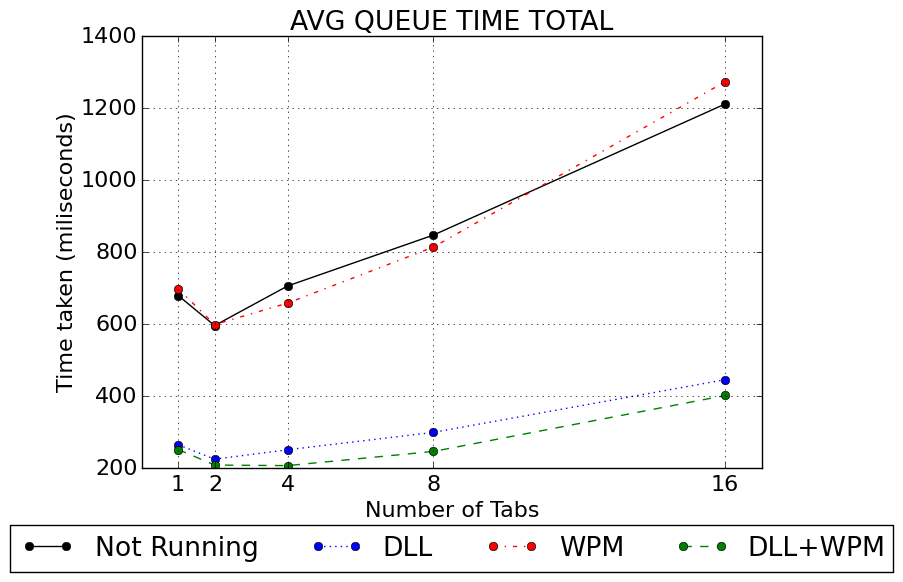 AVG QUEUE TIME TOTAL
1400
1200
1000
800
600
400
200
Time taken (miliseconds)
1 2 4 8 16
Number of Tabs
Not Running DLL WPM DLL+WPM